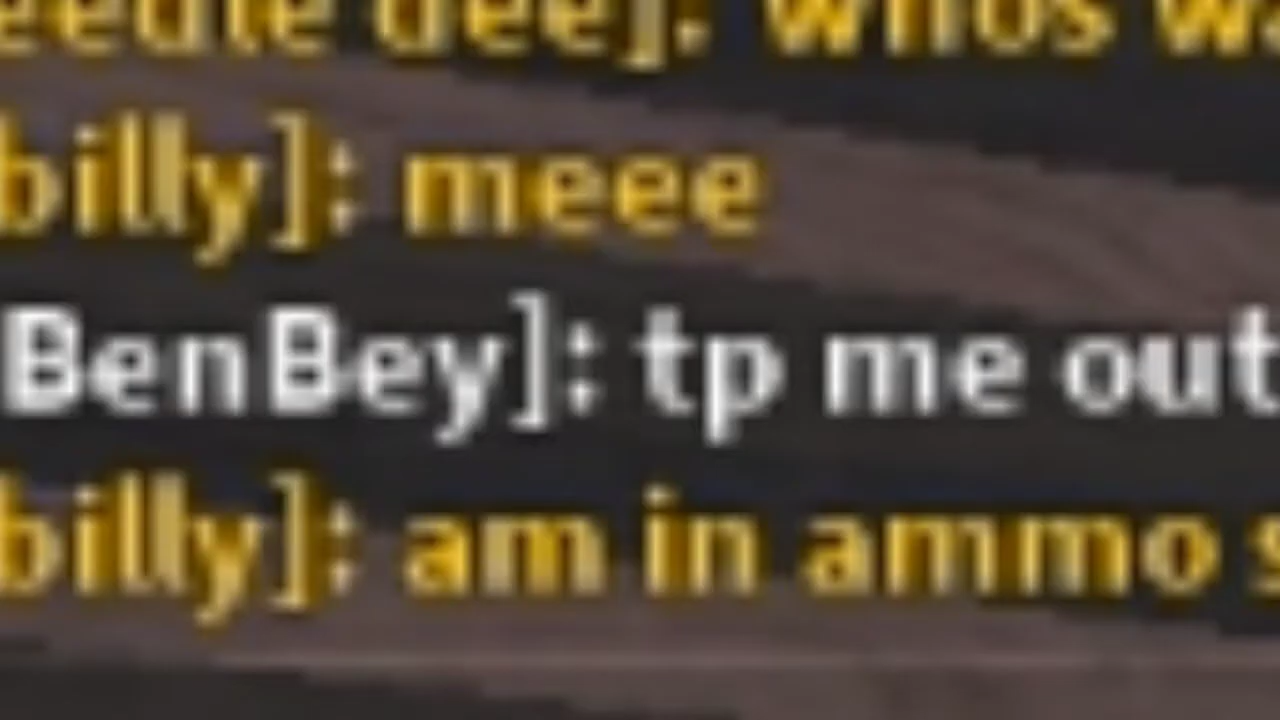 eedle dee]: whos wa
billy]: meee
BenBey]: tp me out
billy]: am in ammo s